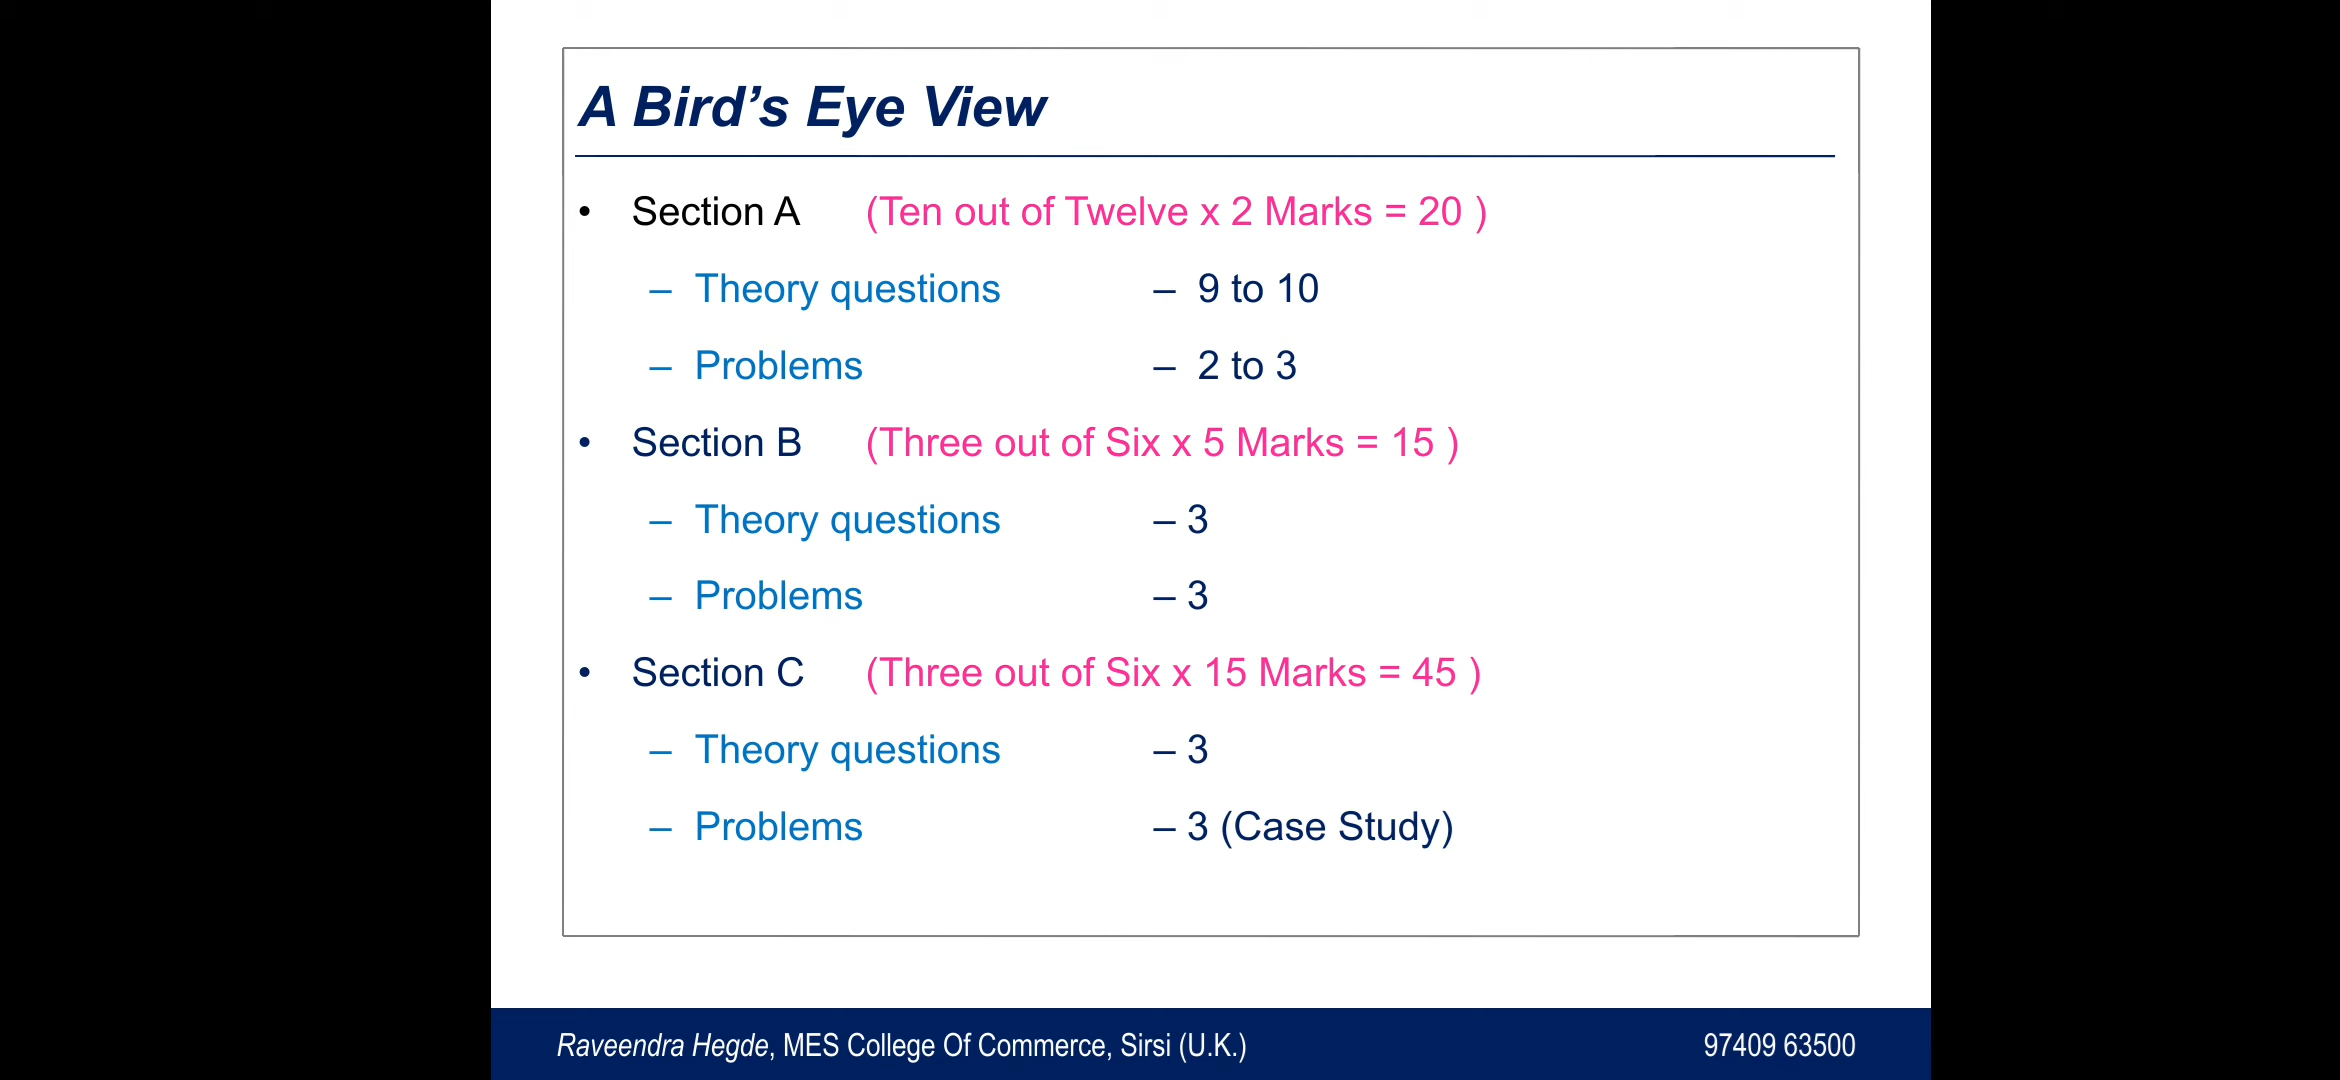 A Bird’s Eye View
• Section A (Ten out of Twelve x 2 Marks = 20 )
– Theory questions – 9 to 10
– Problems – 2 to 3
• Section B (Three out of Six x 5 Marks = 15 )
– Theory questions – 3
– Problems – 3
• Section C (Three out of Six x 15 Marks = 45 )
– Theory questions – 3
– Problems – 3 (Case Study)
Raveendra Hegde, MES College Of Commerce, Sirsi (U.K.) 97409 63500